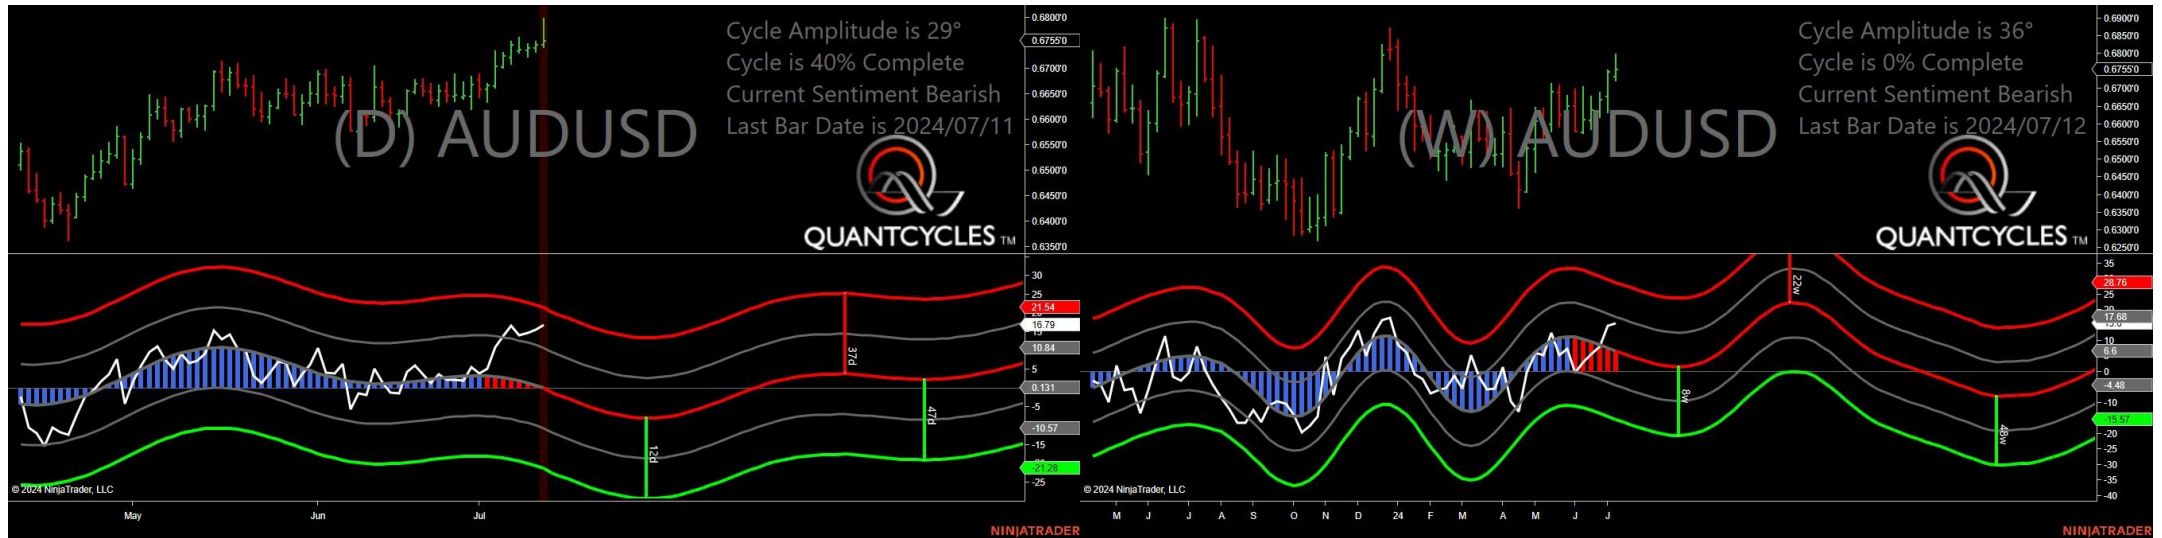 Cycle Amplitude is 29°
Cycle is 40% Complete
Current Sentiment Bearish
Last Bar Date is 2024/07/11
(D) AUDUSD
QUANTCYCLES TM
0.6800'0
0.6755'0
0.6700'0
0.6650'0
0.6600'0
0.6550'0
0.6500'0
0.6450'0
0.6400'0
0.6350'0
30
25
21.54
16.79
15
10.84
5
0.131
-5
-10.57
-15
-21.28
-25
37d
47d
12d
© 2024 NinjaTrader, LLC
May Jun Jul
NINJATRADER
Cycle Amplitude is 36°
Cycle is 0% Complete
Current Sentiment Bearish
Last Bar Date is 2024/07/12
(W) AUDUSD
QUANTCYCLES TM
0.6900'0
0.6850'0
0.6800'0
0.6755'0
0.6700'0
0.6650'0
0.6600'0
0.6550'0
0.6500'0
0.6450'0
0.6400'0
0.6350'0
0.6300'0
0.6250'0
35
28.76
25
17.68
10
6.6
0
-4.48
-10
-15.57
-20
-25
-30
-35
-40
22w
8w
48w
© 2024 NinjaTrader, LLC
M J J A S O N D 24 F M A M J J
NINJATRADER